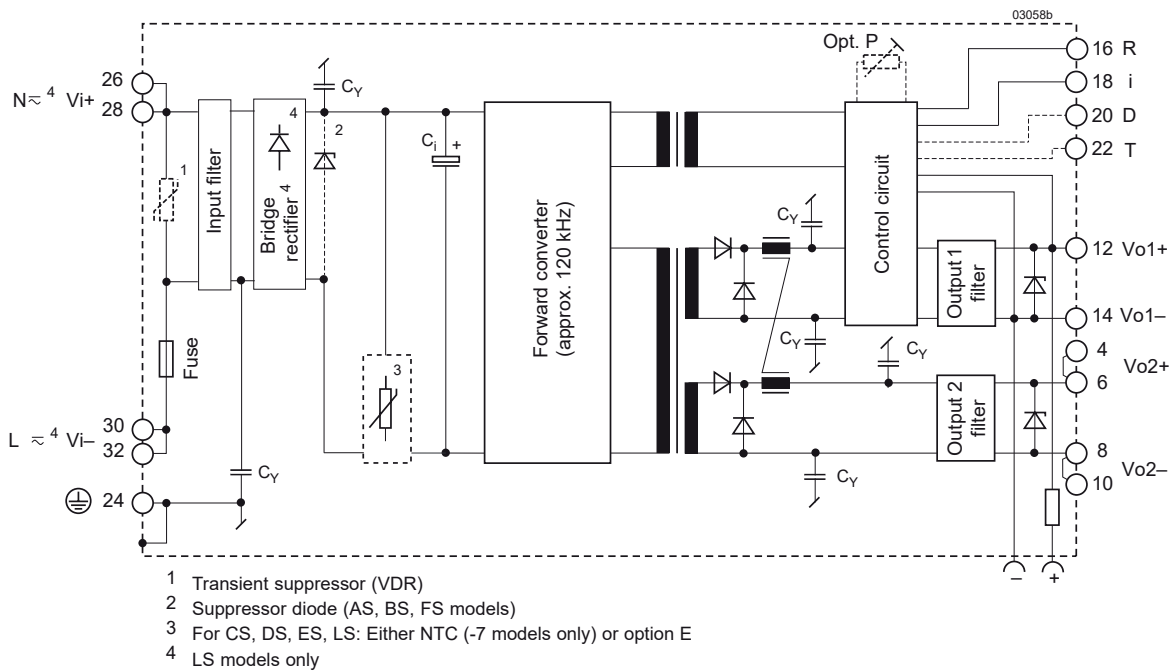 03058b
Opt. P
16 R
18 i
20 D
22 T
26
N ≂ 4 Vi+
28
CY
4
2
1
Ci +
Input filter
Bridge rectifier 4
Forward converter
(approx. 120 kHz)
Control circuit
CY
12 Vo1+
Output 1
filter
14 Vo1–
CY
CY
4
Vo2+
6
Fuse
3
Output 2
filter
30
L ≂ 4 Vi–
32
8
Vo2–
10
CY
CY
24
– +
1 Transient suppressor (VDR)
2 Suppressor diode (AS, BS, FS models)
3 For CS, DS, ES, LS: Either NTC (-7 models only) or option E
4 LS models only